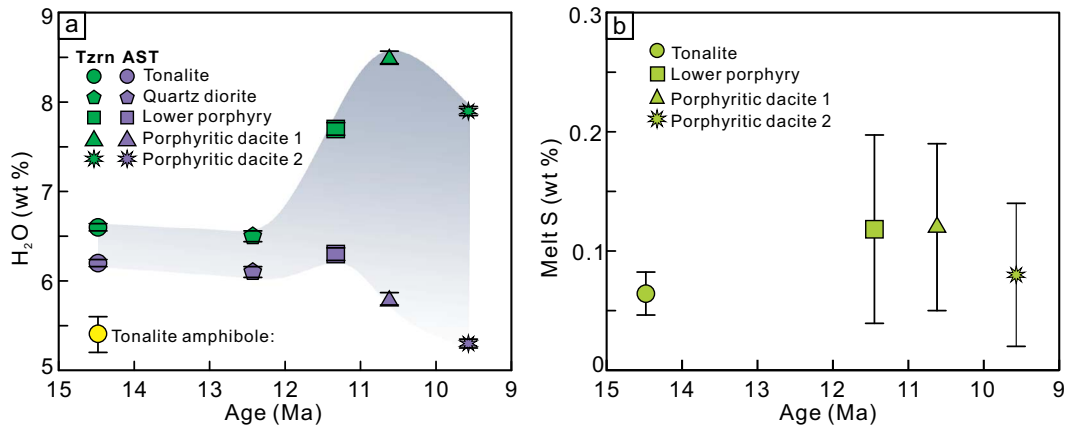 a
Tzrn AST
Tonalite
Quartz diorite
Lower porphyry
Porphyritic dacite 1
Porphyritic dacite 2
Tonalite amphibole:
9
8
7
6
5
H₂O (wt %)
15 14 13 12 11 10 9
Age (Ma)
b
Tonalite
Lower porphyry
Porphyritic dacite 1
Porphyritic dacite 2
0.3
0.2
0.1
0
Melt S (wt %)
15 14 13 12 11 10 9
Age (Ma)